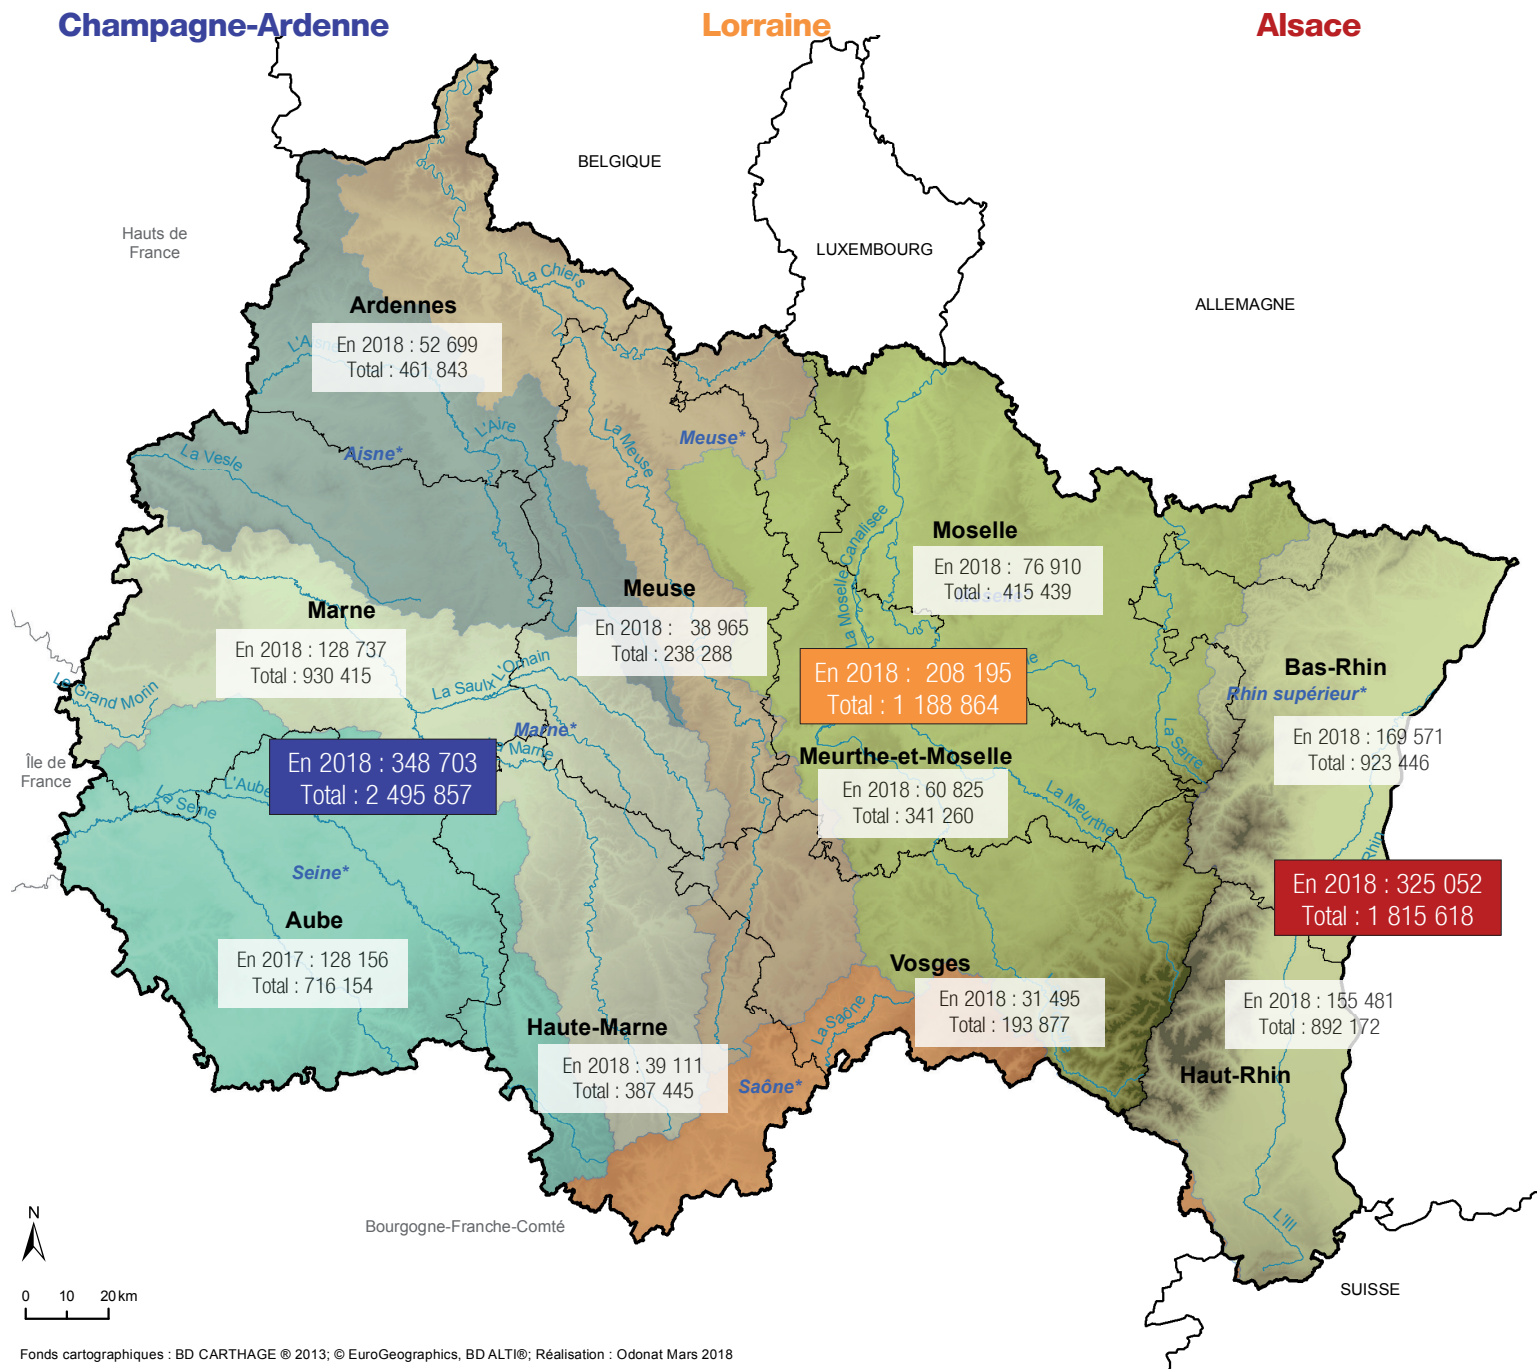 Champagne-Ardenne
Lorraine
Alsace
BELGIQUE
LUXEMBOURG
ALLEMAGNE
Hauts de
France
La Chiers
Ardennes
En 2018 : 52 699
Total : 461 843
L'Aisne
La Vesle
Aisne*
L'Aire
La Meuse
Meuse*
La Moselle Canalisee
Moselle
En 2018 : 76 910
Total : 415 439
Marne
En 2018 : 128 737
Total : 930 415
Meuse
En 2018 : 38 965
Total : 238 288
En 2018 : 208 195
Total : 1 188 864
Bas-Rhin
Rhin supérieur*
En 2018 : 169 571
Total : 923 446
Le Grand Morin
La Saulx
L'Ornain
Marne*
La Marne
La Sarre
Île de
France
En 2018 : 348 703
Total : 2 495 857
Meurthe-et-Moselle
En 2018 : 60 825
Total : 341 260
La Meurthe
La Seine
L'Aube
Rhin
Seine*
En 2018 : 325 052
Total : 1 815 618
Aube
En 2017 : 128 156
Total : 716 154
Vosges
En 2018 : 31 495
Total : 193 877
La Saône
En 2018 : 155 481
Total : 892 172
Haute-Marne
En 2018 : 39 111
Total : 387 445
Saône*
Haut-Rhin
L'Ill
Bourgogne-Franche-Comté
SUISSE
N
0 10 20 km
Fonds cartographiques : BD CARTHAGE ® 2013; © EuroGeographics, BD ALTI®; Réalisation : Odonat Mars 2018